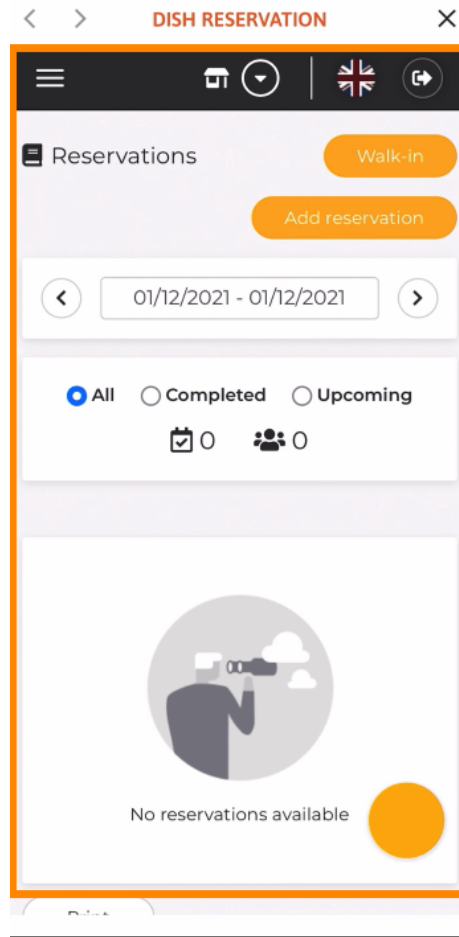 DISH RESERVATION
Reservations
Walk-in
Add reservation
01/12/2021 - 01/12/2021
All Completed Upcoming
0 0
No reservations available
Print